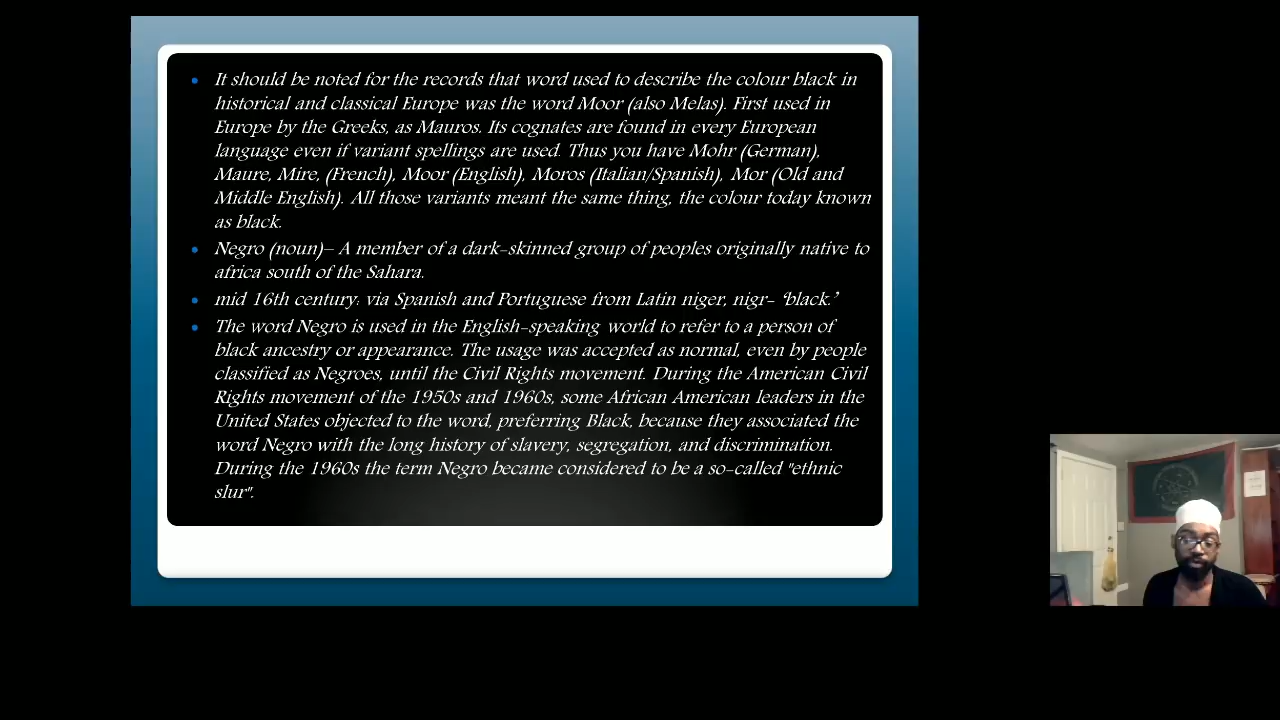 It should be noted for the records that word used to describe the colour black in
historical and classical Europe was the word Moor (also Melas). First used in
Europe by the Greeks, as Mauros. Its cognates are found in every European
language even if variant spellings are used. Thus you have Mohr (German),
Maure, Mire, (French), Moor (English), Moros (Italian/Spanish), Mor (Old and
Middle English). All those variants meant the same thing, the colour today known
as black.
Negro (noun)– A member of a dark-skinned group of peoples originally native to
africa south of the Sahara.
mid 16th century: via Spanish and Portuguese from Latin niger, nigr- ‘black.’
The word Negro is used in the English-speaking world to refer to a person of
black ancestry or appearance. The usage was accepted as normal, even by people
classified as Negroes, until the Civil Rights movement. During the American Civil
Rights movement of the 1950s and 1960s, some African American leaders in the
United States objected to the word, preferring Black, because they associated the
word Negro with the long history of slavery, segregation, and discrimination.
During the 1960s the term Negro became considered to be a so-called "ethnic
slur".